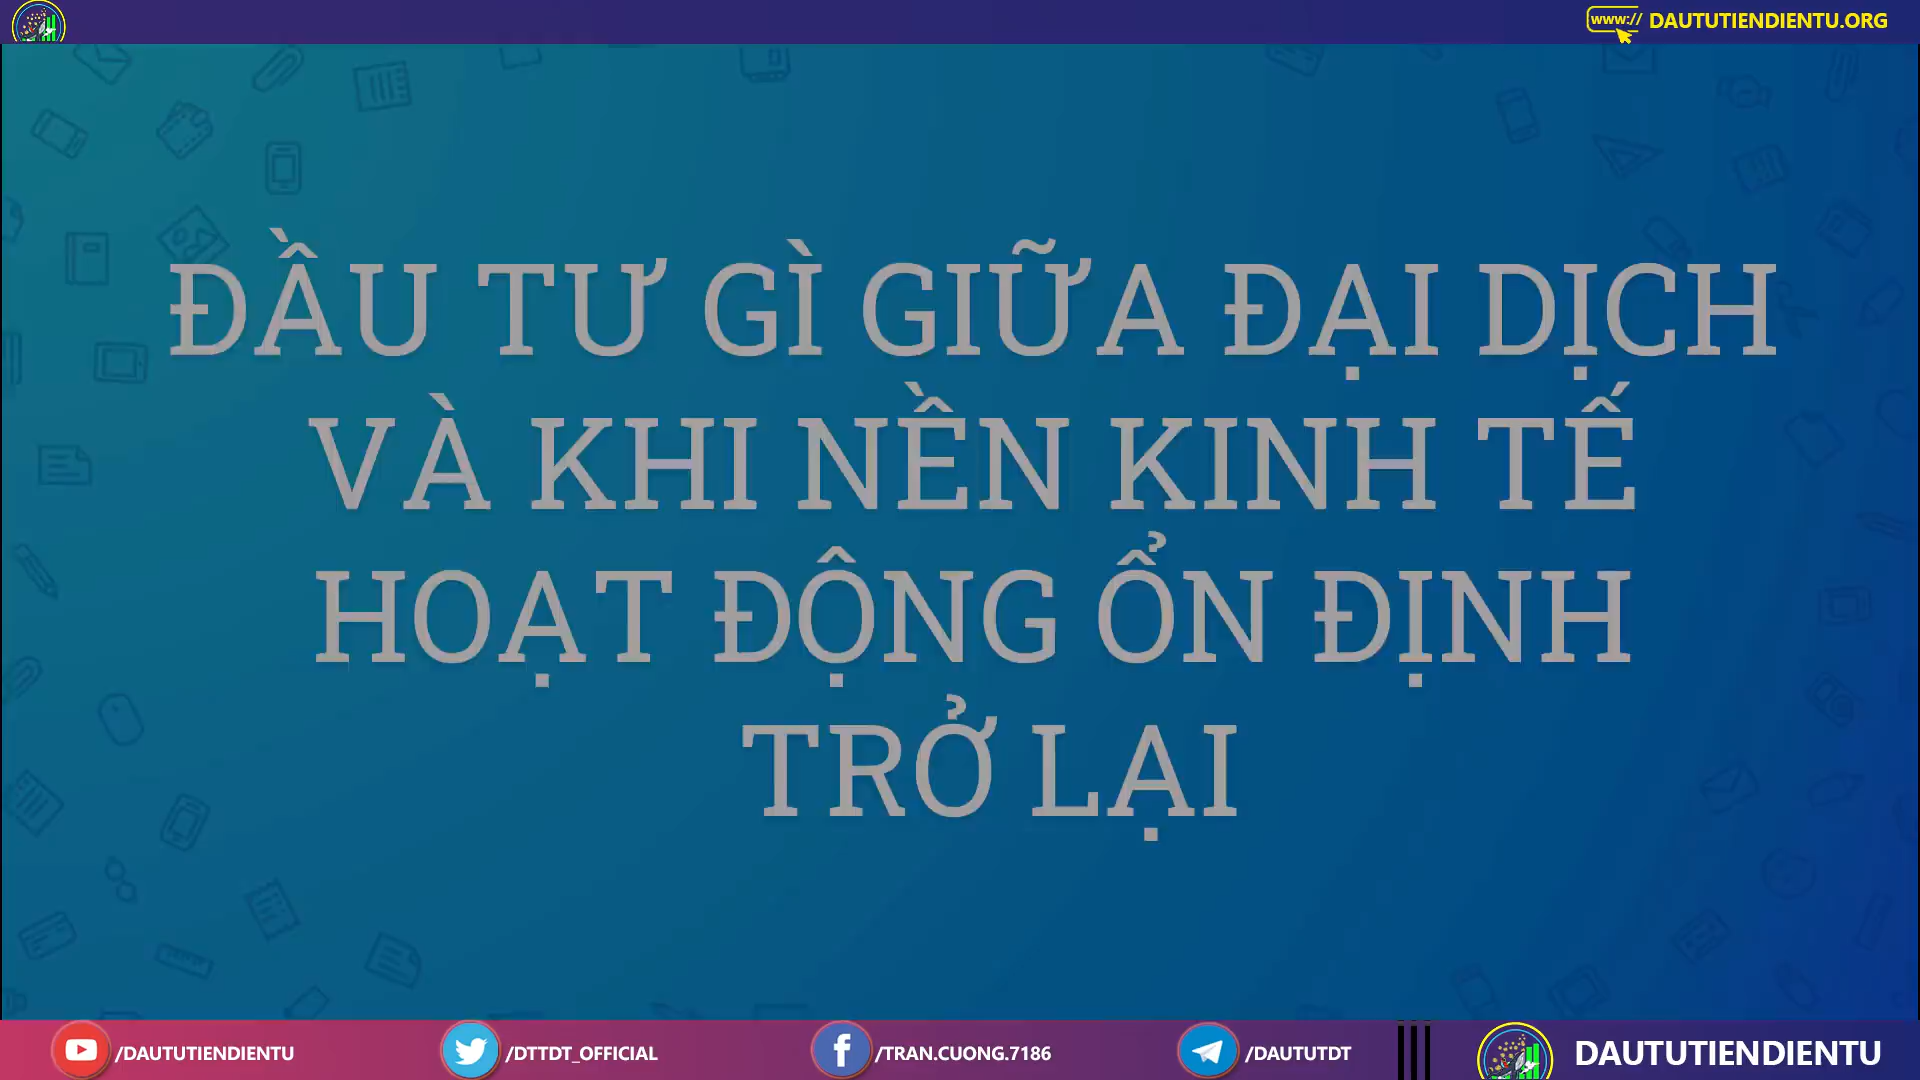 www:// DAUTUTIENDIENTU.ORG
ĐẦU TƯ GÌ GIỮA ĐẠI DỊCH
VÀ KHI NỀN KINH TẾ
HOẠT ĐỘNG ỔN ĐỊNH
TRỞ LẠI
/DAUTUTIENDIENTU /DTTDT_OFFICIAL /TRAN.CUONG.7186 /DAUTUTDT DAUTUTIENDIENTU